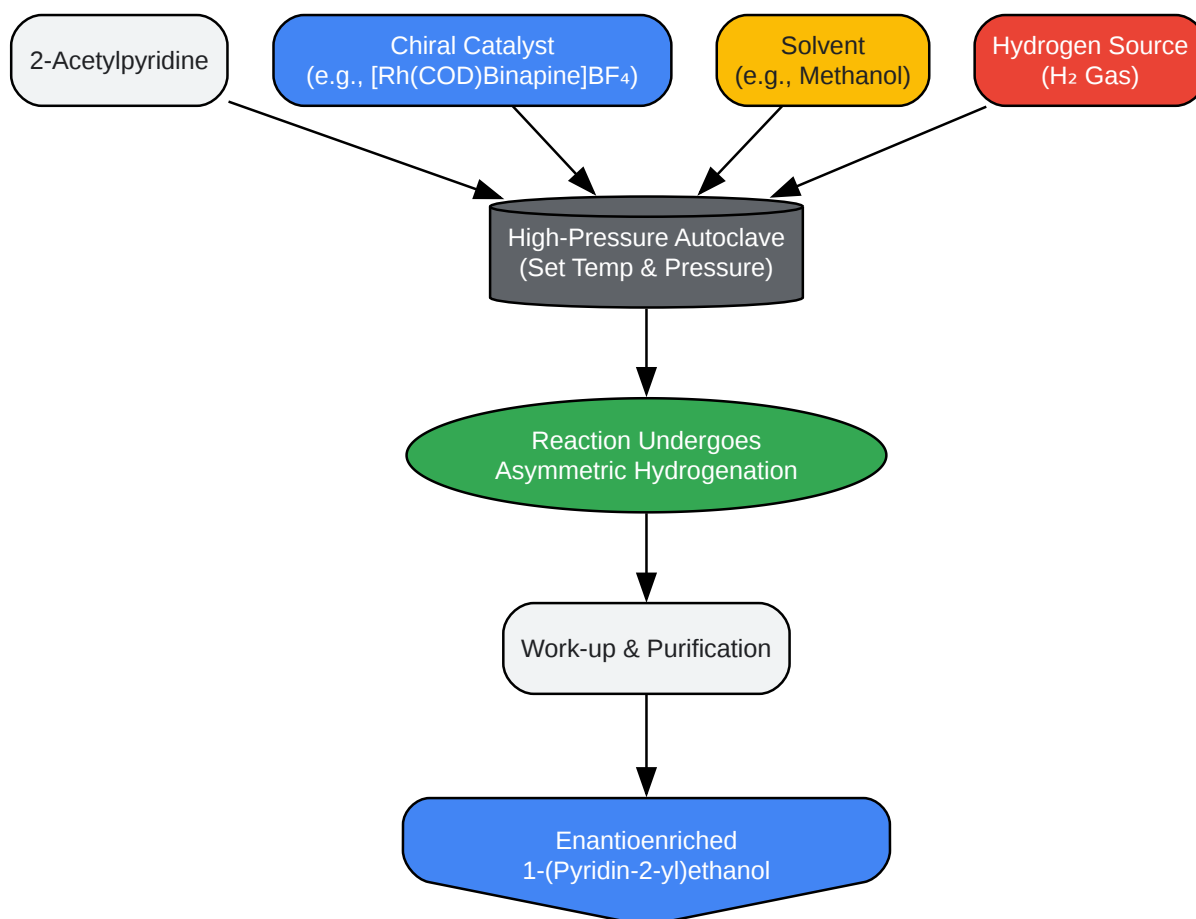 2-Acetylpyridine
Chiral Catalyst
(e.g., [Rh(COD)Binapine]BF₄)
Solvent
(e.g., Methanol)
Hydrogen Source
(H₂ Gas)
High-Pressure Autoclave
(Set Temp & Pressure)
Reaction Undergoes
Asymmetric Hydrogenation
Work-up & Purification
Enantioenriched
1-(Pyridin-2-yl)ethanol